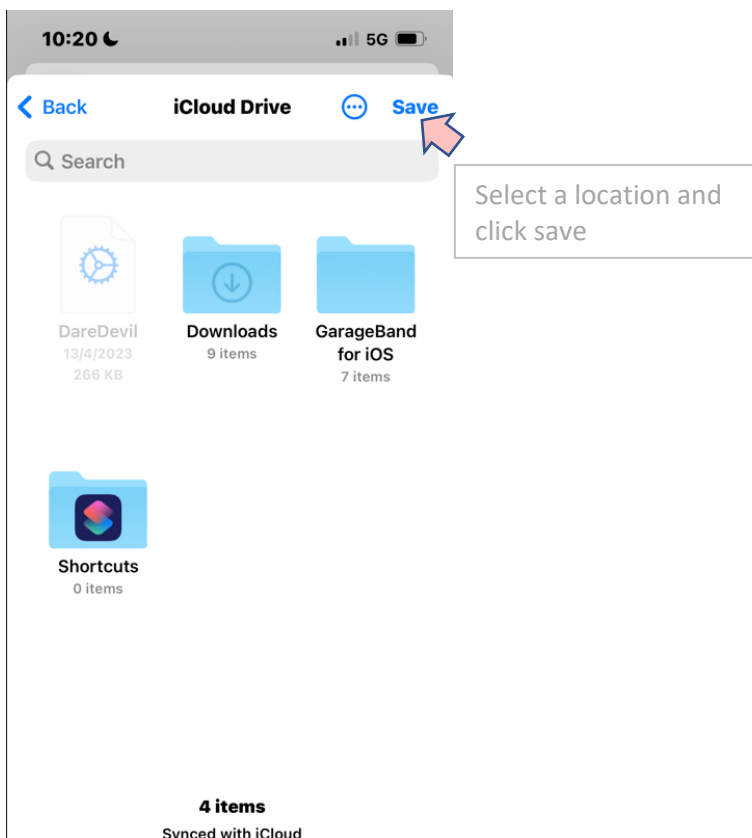 10:20 5G
Back iCloud Drive Save
Search
Select a location and
click save
DareDevil Downloads GarageBand
13/4/2023 9 items for iOS
266 KB 7 items
Shortcuts
0 items
4 items
Synced with iCloud